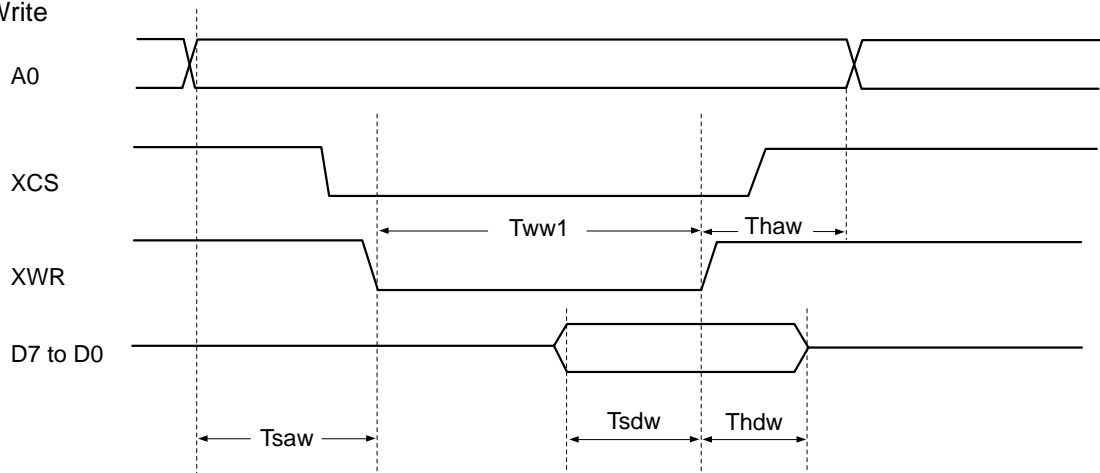 Write
A0
XCS
Tww1
Thaw
XWR
D7 to D0
Tsdw
Thdw
Tsaw